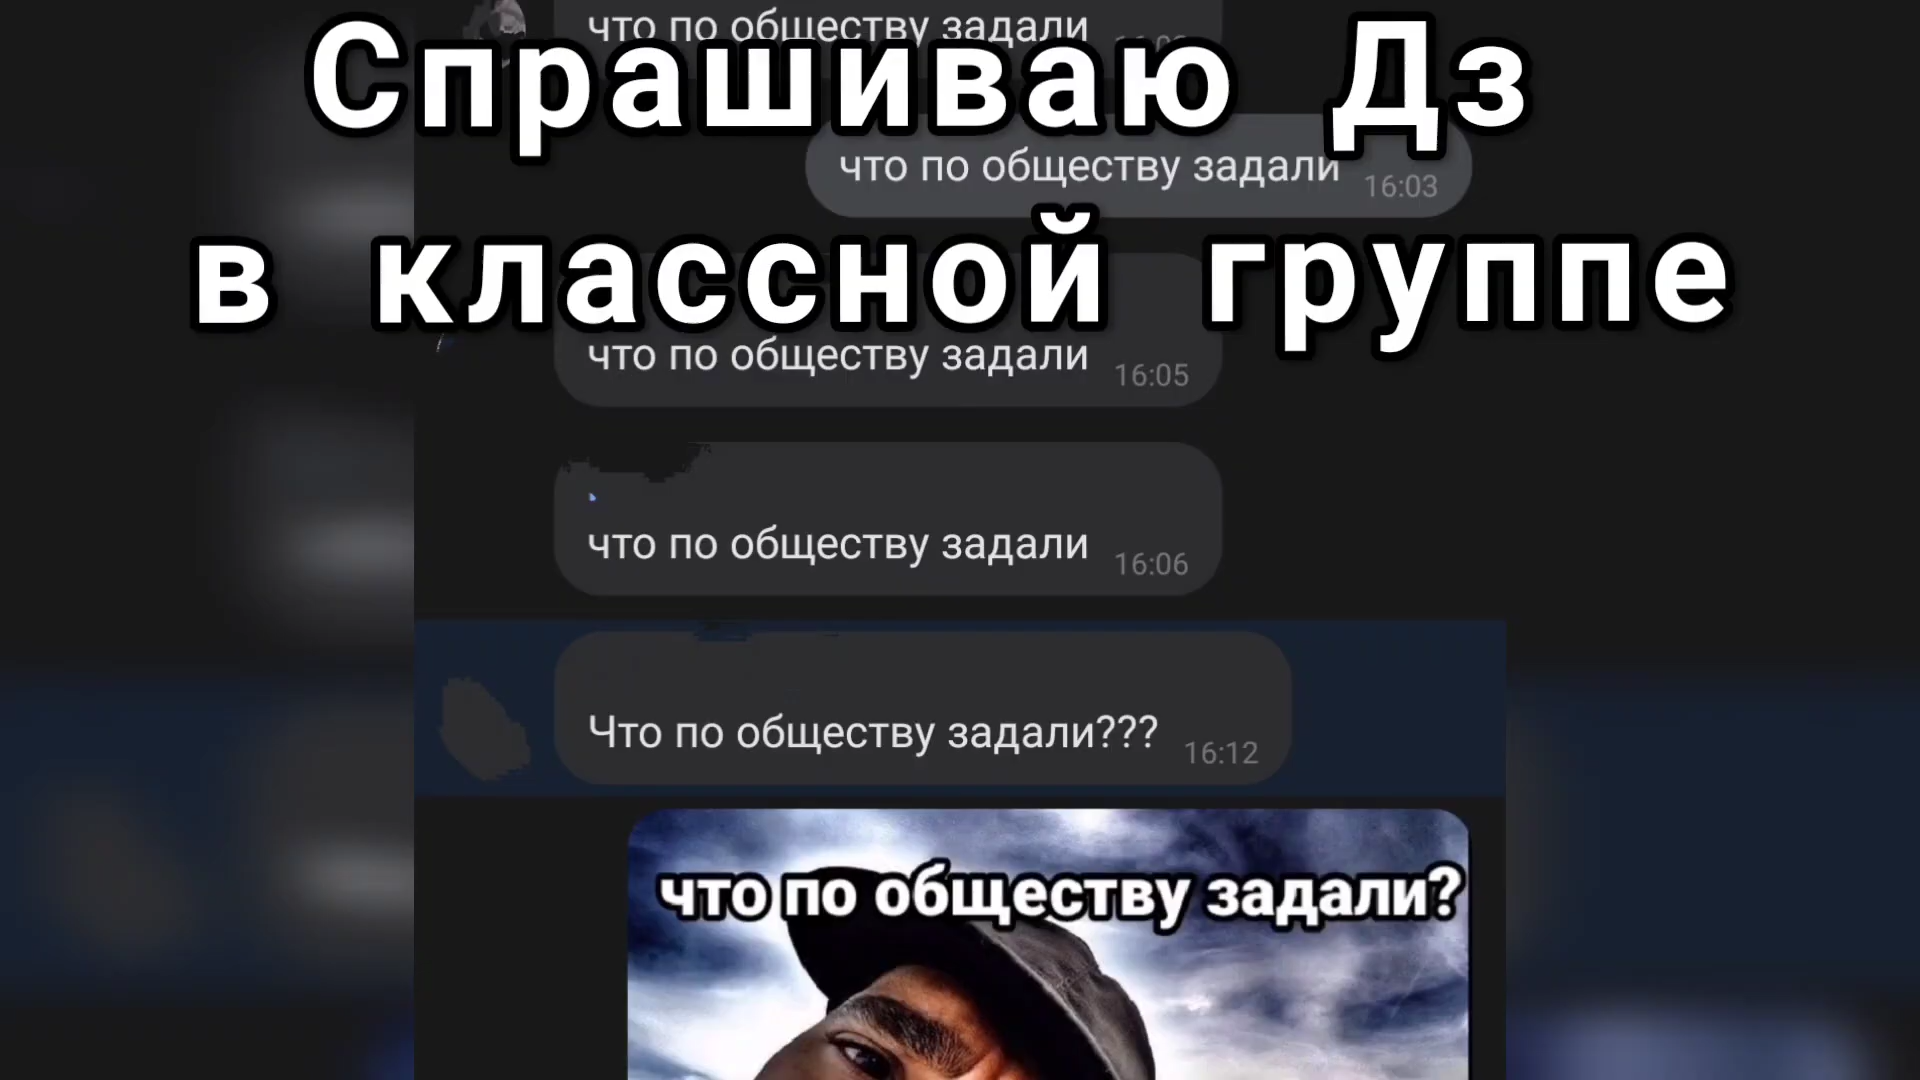 что по обществу задали
Спрашиваю Дз
что по обществу задали 16:03
в классной группе
что по обществу задали 16:05
что по обществу задали 16:06
Что по обществу задали??? 16:12
что по обществу задали?